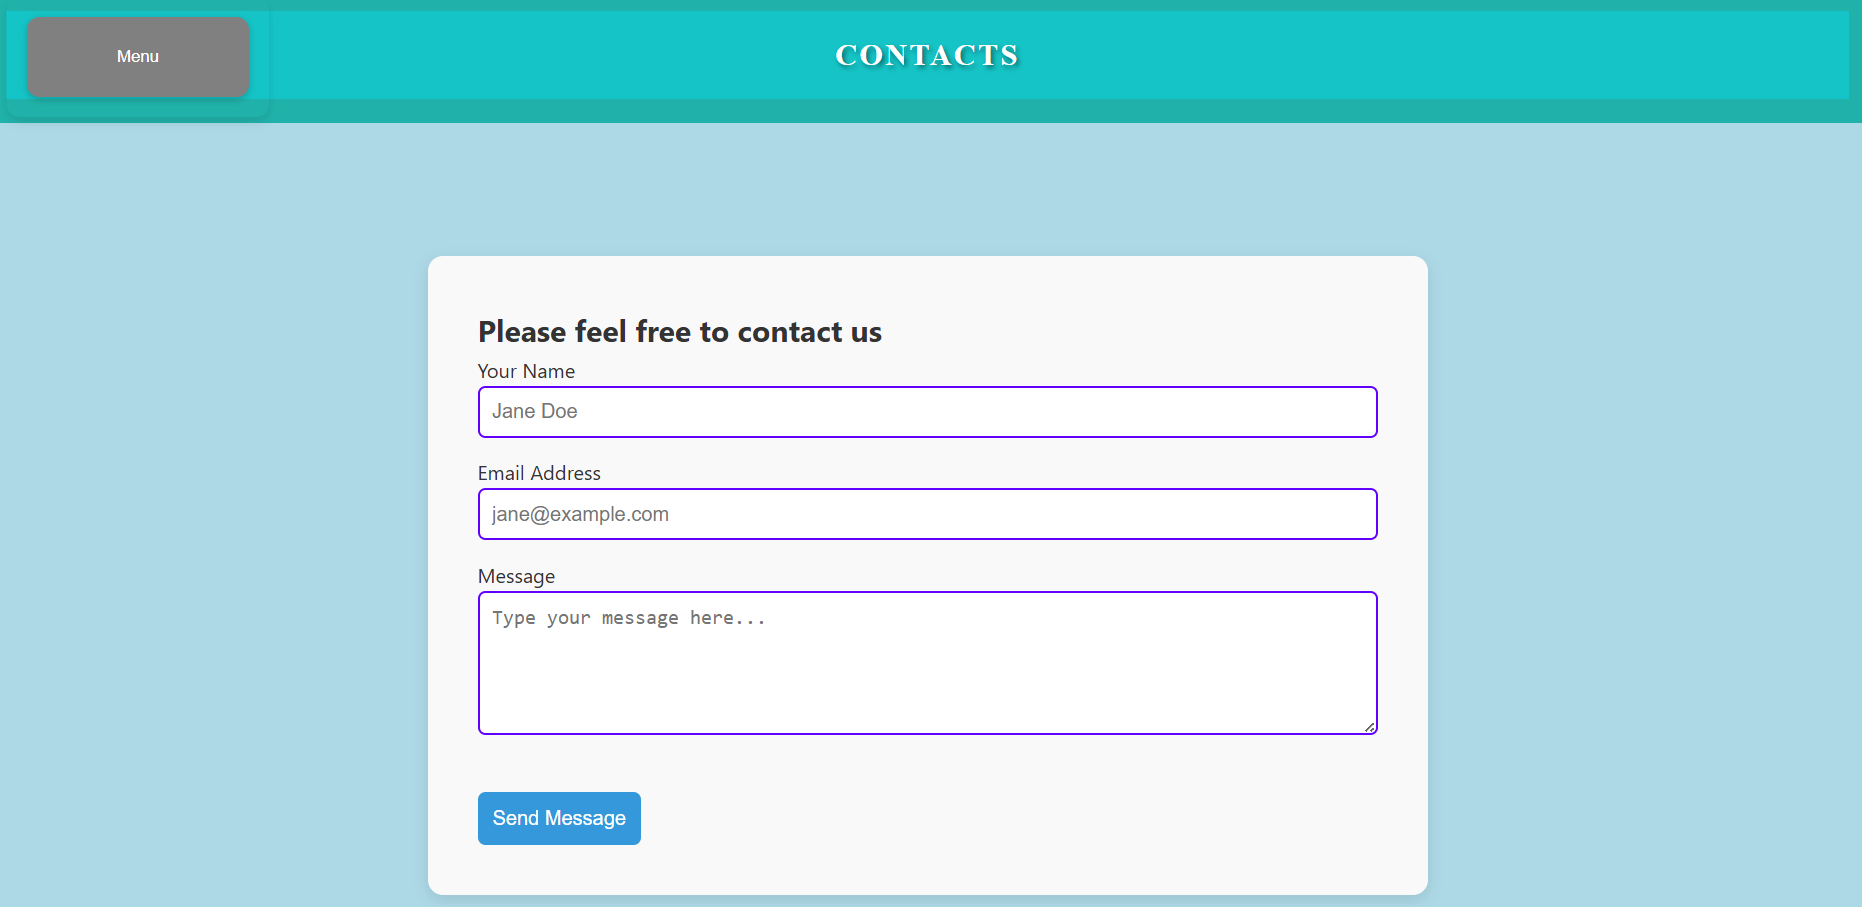 Menu
CONTACTS
Please feel free to contact us
Your Name
Jane Doe
Email Address
jane@example.com
Message
Type your message here...
Send Message